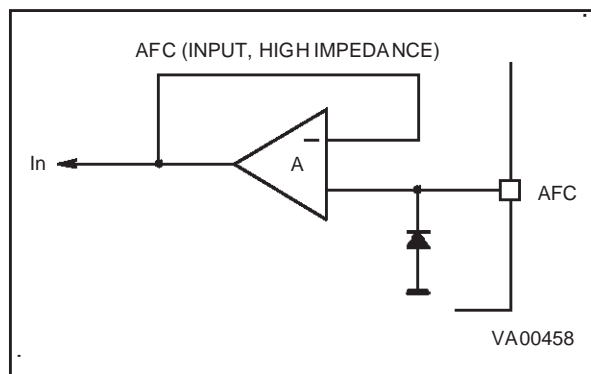 AFC (INPUT, HIGH IMPEDANCE)
In
A
AFC
VA00458